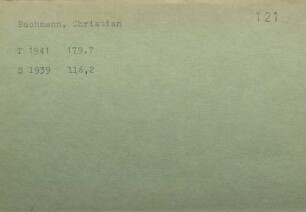 Bachmann, Christian
121
T 1941 179,7
S 1939 116,2